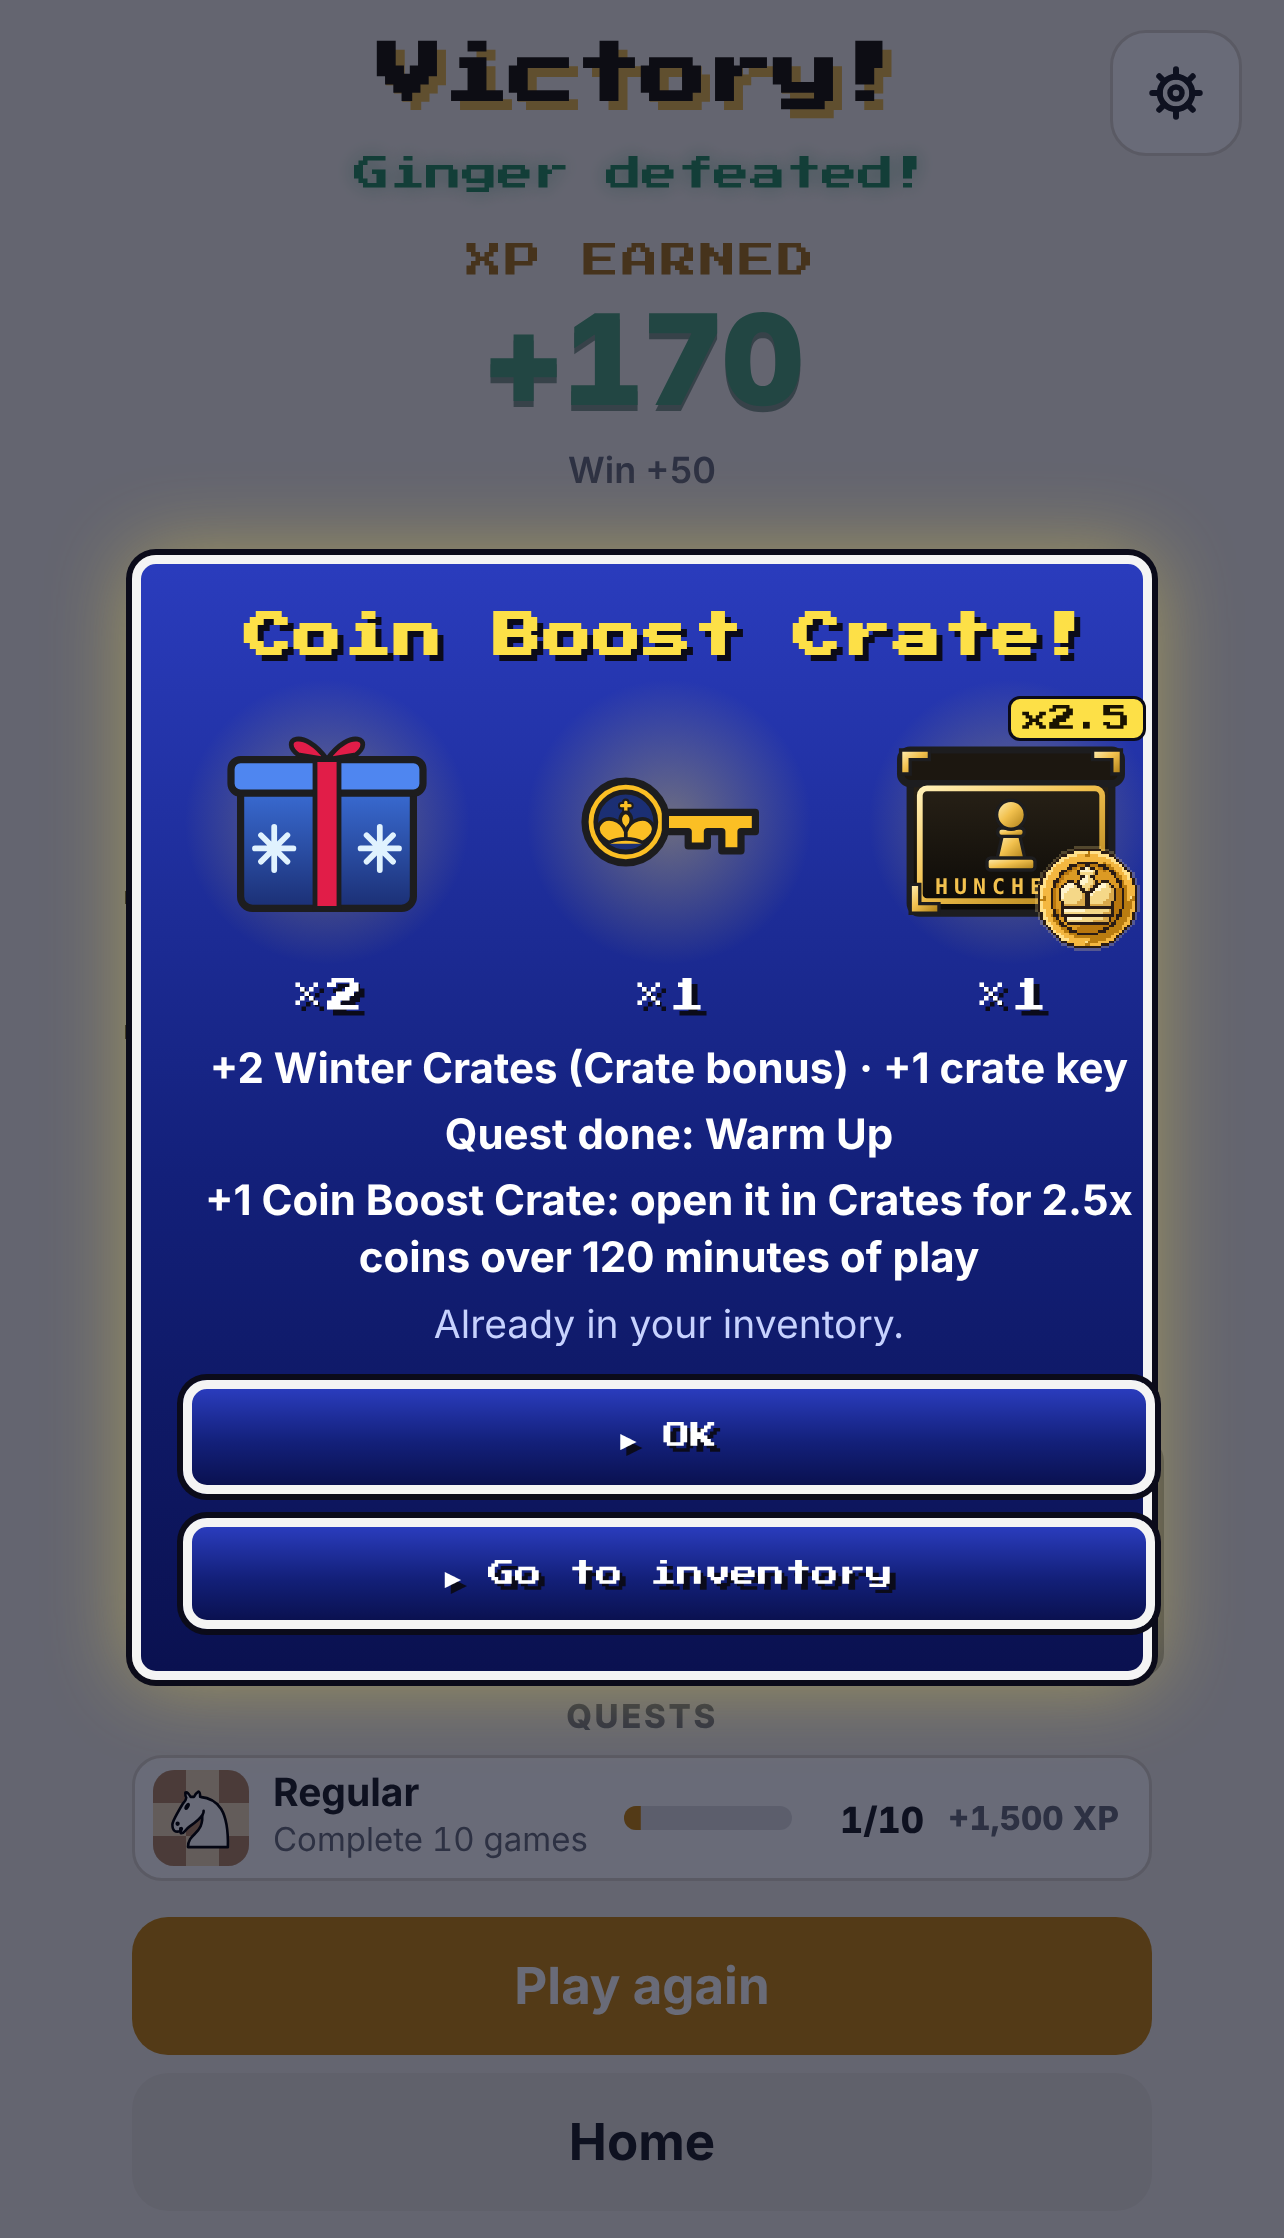 Victory!
Ginger defeated!
XP EARNED
+170
Win +50
Coin Boost Crate!
x2.5
HUNCHE
x2
x1
x1
+2 Winter Crates (Crate bonus) · +1 crate key
Quest done: Warm Up
+1 Coin Boost Crate: open it in Crates for 2.5x
coins over 120 minutes of play
Already in your inventory.
▶ OK
▶ Go to inventory
QUESTS
Regular
Complete 10 games
1/10
+1,500 XP
Play again
Home